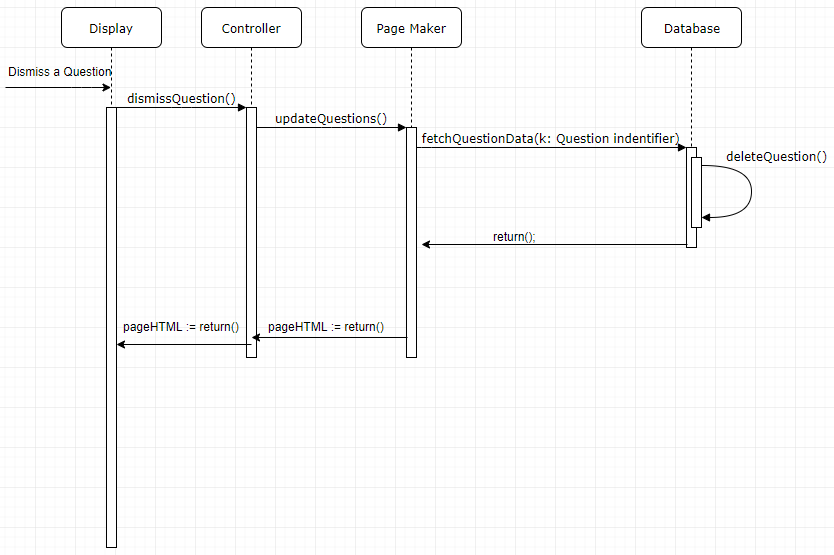 Display
Controller
Page Maker
Database
Dismiss a Question
dismissQuestion()
updateQuestions()
fetchQuestionData(k: Question indentifier)
deleteQuestion()
return();
pageHTML := return()
pageHTML := return()